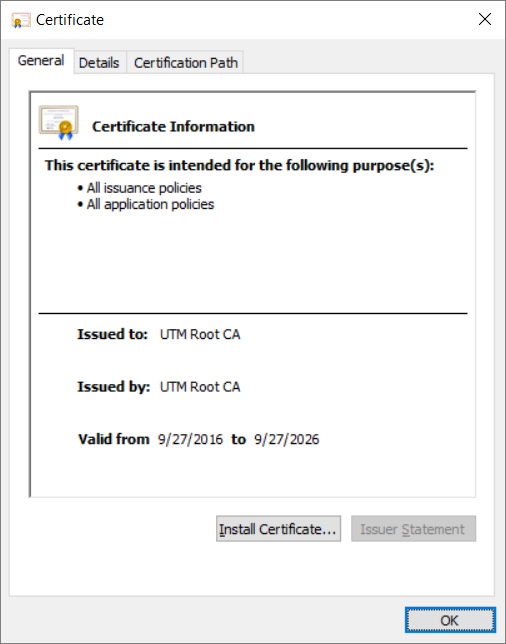 Certificate
General
Details
Certification Path
Certificate Information
This certificate is intended for the following purpose(s):
• All issuance policies
• All application policies
Issued to: UTM Root CA
Issued by: UTM Root CA
Valid from 9/27/2016 to 9/27/2026
Install Certificate...
Issuer Statement
OK